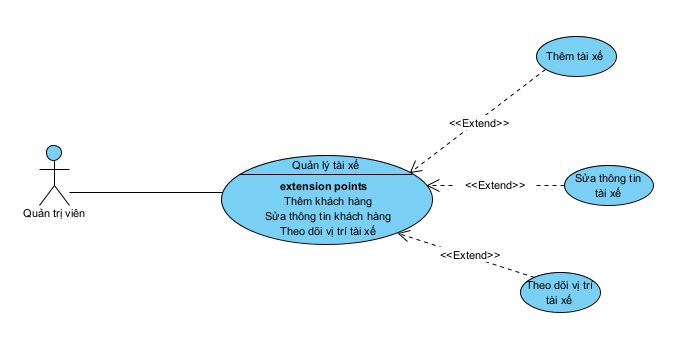 Thêm tài xế
<<Extend>>
Quản lý tài xế
extension points
Thêm khách hàng
Sửa thông tin khách hàng
Theo dõi vị trí tài xế
<<Extend>>
Sửa thông tin
tài xế
Quản trị viên
<<Extend>>
Theo dõi vị trí
tài xế